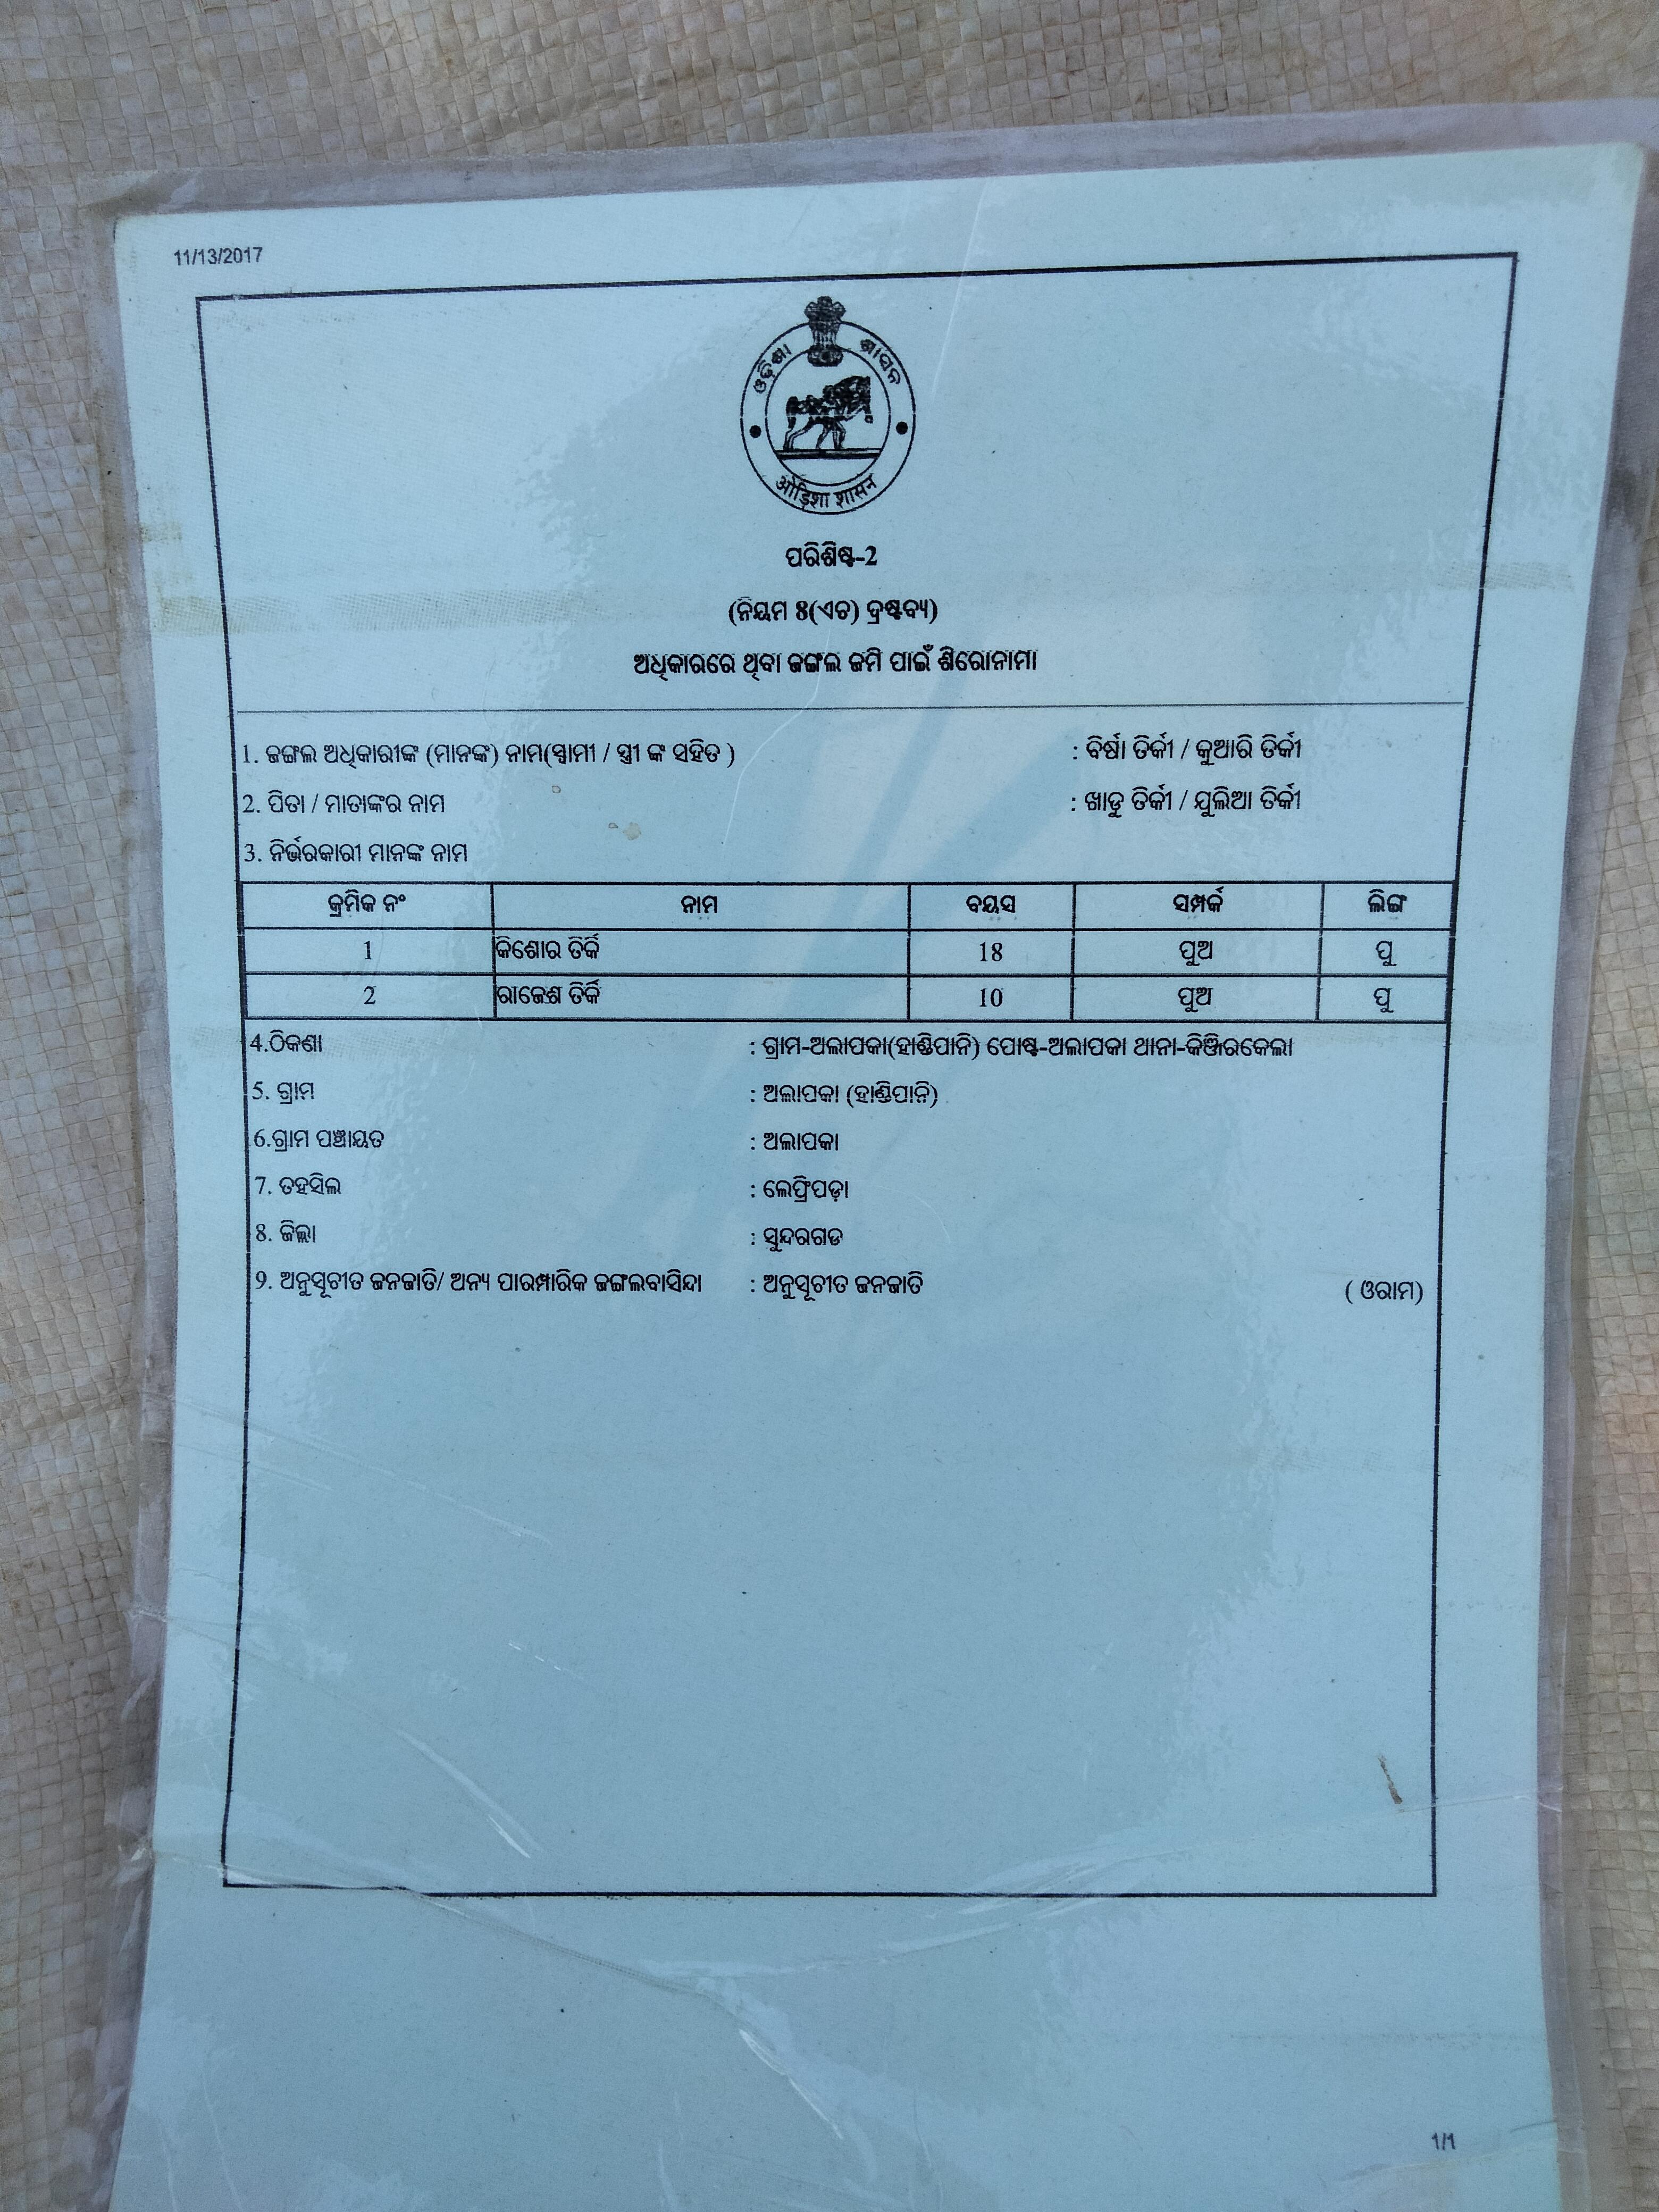 11/13/2017
ଓଡ଼ିଶା ଶାସନ
ओड़िशा शासन
ପରିଶିଷ୍ଟ-2
(ନିୟମ 8(ଏଚ) ଦ୍ରଷ୍ଟବ୍ୟ)
ଅଧିକାରରେ ଥିବା ଜଙ୍ଗଲ ଜମି ପାଇଁ ଶିରୋନାମା
1. ଜଙ୍ଗଲ ଅଧିକାରୀଙ୍କ (ମାନଙ୍କ) ନାମ(ସ୍ୱାମୀ / ସ୍ତ୍ରୀ ଙ୍କ ସହିତ ) : ବିର୍ଷା ତିର୍କୀ / କୁଆରି ତିର୍କୀ
2. ପିତା / ମାତାଙ୍କର ନାମ : ଖାଡୁ ତିର୍କୀ / ଯୁଲିଆ ତିର୍କୀ
3. ନିର୍ଭରକାରୀ ମାନଙ୍କ ନାମ
କ୍ରମିକ ନଂ ନାମ ବୟସ ସମ୍ପର୍କ ଲିଙ୍ଗ
1 କିଶୋର ତିର୍କି 18 ପୁଅ ପୁ
2 ରାଜେଶ ତିର୍କି 10 ପୁଅ ପୁ
4.ଠିକଣା : ଗ୍ରାମ-ଅଲାପକା(ହାଣ୍ଡିପାନି) ପୋଷ୍ଟ-ଅଲାପକା ଥାନା-କିଞ୍ଜିରକେଲା
5. ଗ୍ରାମ : ଅଲାପକା (ହାଣ୍ଡିପାନି)
6.ଗ୍ରାମ ପଞ୍ଚାୟତ : ଅଲାପକା
7. ତହସିଲ : ଲେଫ୍ରିପଡ଼ା
8. ଜିଲ୍ଲା : ସୁନ୍ଦରଗଡ
9. ଅନୁସୂଚୀତ ଜନଜାତି/ ଅନ୍ୟ ପାରମ୍ପାରିକ ଜଙ୍ଗଲବାସିନ୍ଦା : ଅନୁସୂଚୀତ ଜନଜାତି ( ଓରାମ)
1/1